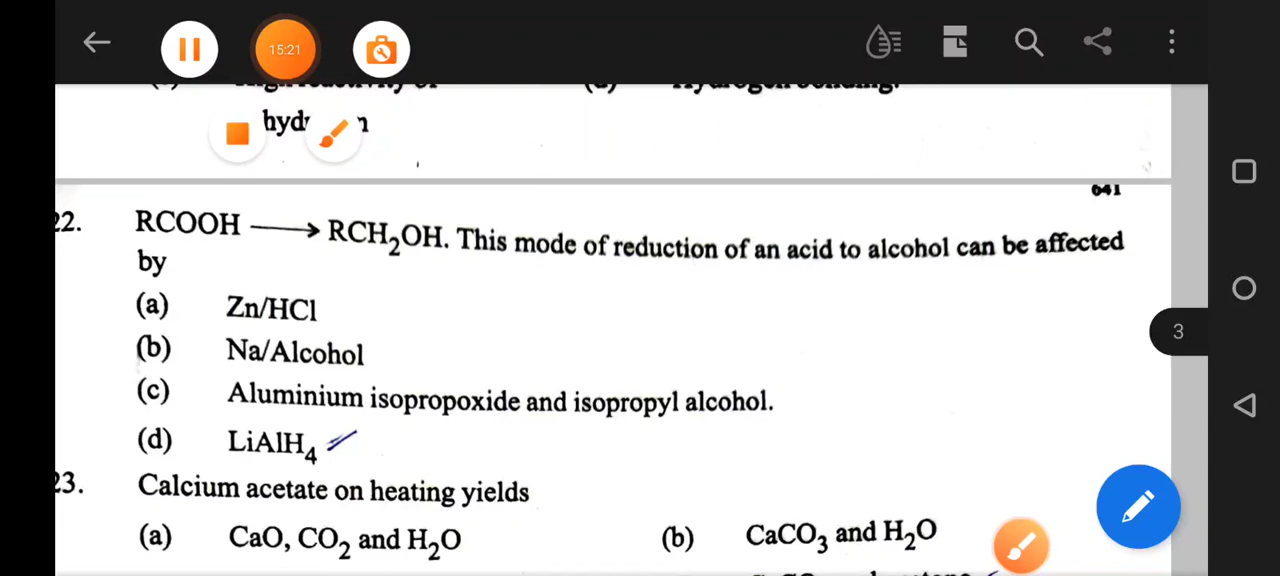 15:21
hyd n
641
22. RCOOH ⟶ RCH₂OH. This mode of reduction of an acid to alcohol can be affected
by
(a) Zn/HCl
(b) Na/Alcohol
(c) Aluminium isopropoxide and isopropyl alcohol.
(d) LiAlH₄
3
23. Calcium acetate on heating yields
(a) CaO, CO₂ and H₂O (b) CaCO₃ and H₂O